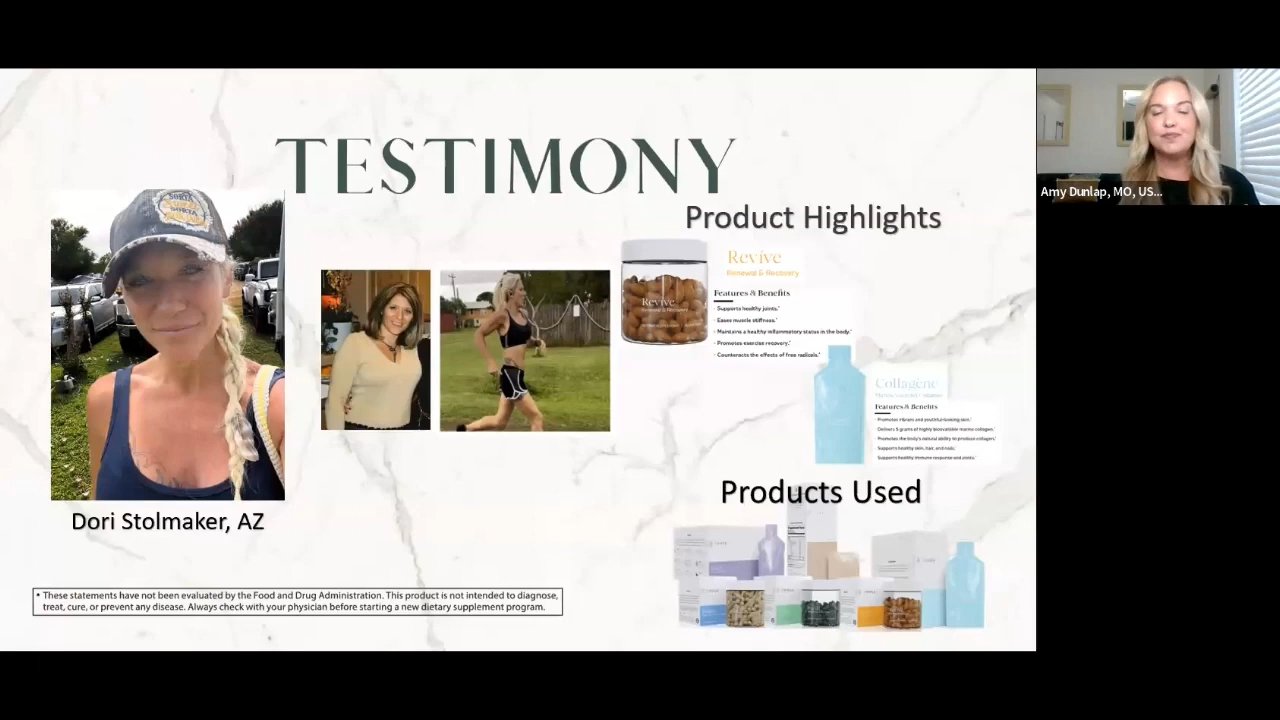 TESTIMONY
Product Highlights
Revive
Renewal & Recovery
Features & Benefits
· Supports healthy joints.*
· Eases muscle stiffness.*
· Maintains a healthy inflammatory status in the body.*
· Promotes exercise recovery.*
· Counteracts the effects of free radicals.*
Revive
Collagène
Features & Benefits
· Promotes vibrant and youthful-looking skin.*
· Delivers 5 grams of highly bioavailable marine collagen.*
· Promotes the body's natural ability to produce collagen.*
· Supports healthy skin, hair, and nails.*
· Supports healthy immune response and joints.*
Products Used
Dori Stolmaker, AZ
* These statements have not been evaluated by the Food and Drug Administration. This product is not intended to diagnose,
treat, cure, or prevent any disease. Always check with your physician before starting a new dietary supplement program.
Amy Dunlap, MO, US...